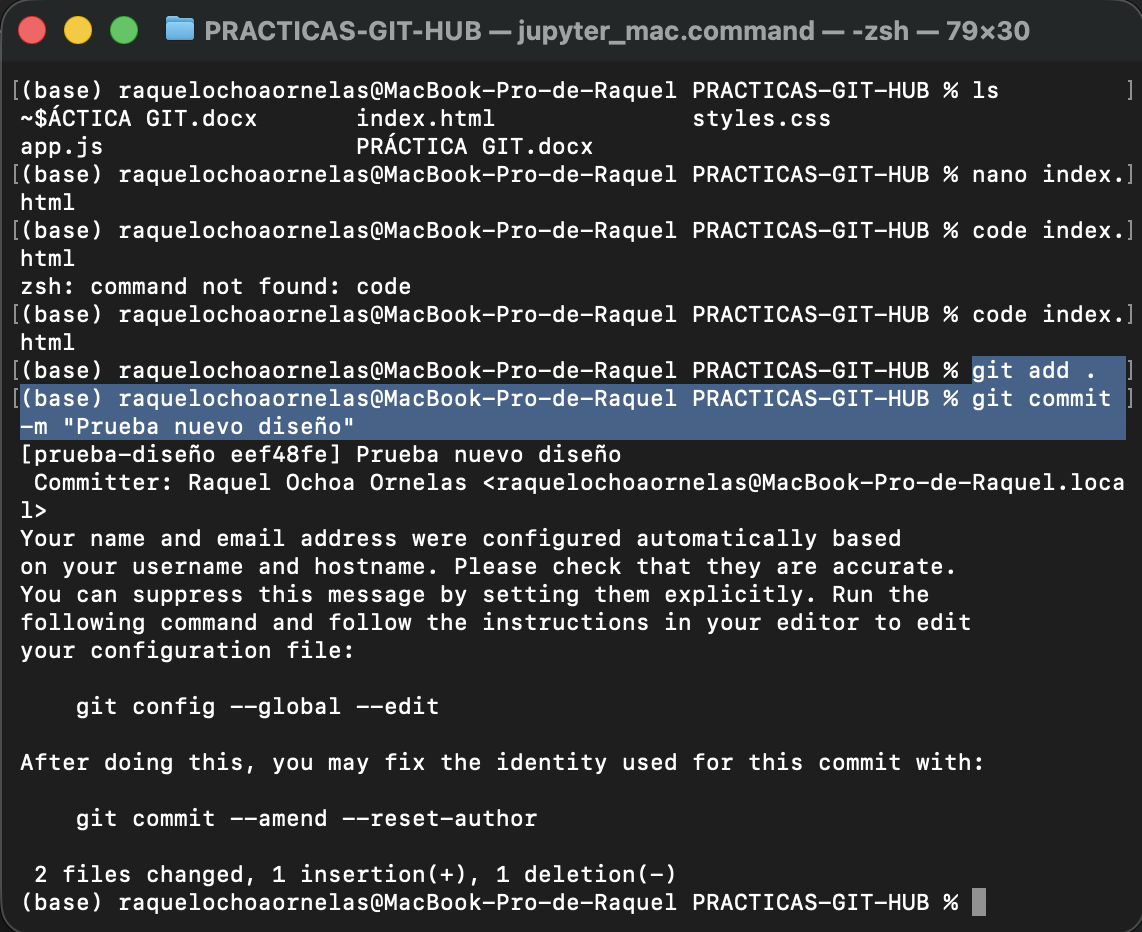 PRACTICAS-GIT-HUB — jupyter_mac.command — -zsh — 79×30
[(base) raquelochoaornelas@MacBook-Pro-de-Raquel PRACTICAS-GIT-HUB % ls ]
~$ÁCTICA GIT.docx index.html styles.css
app.js PRÁCTICA GIT.docx
[(base) raquelochoaornelas@MacBook-Pro-de-Raquel PRACTICAS-GIT-HUB % nano index.]
html
[(base) raquelochoaornelas@MacBook-Pro-de-Raquel PRACTICAS-GIT-HUB % code index.]
html
zsh: command not found: code
[(base) raquelochoaornelas@MacBook-Pro-de-Raquel PRACTICAS-GIT-HUB % code index.]
html
[(base) raquelochoaornelas@MacBook-Pro-de-Raquel PRACTICAS-GIT-HUB % git add . ]
[(base) raquelochoaornelas@MacBook-Pro-de-Raquel PRACTICAS-GIT-HUB % git commit ]
-m "Prueba nuevo diseño"
[prueba-diseño eef48fe] Prueba nuevo diseño
Committer: Raquel Ochoa Ornelas <raquelochoaornelas@MacBook-Pro-de-Raquel.loca
l>
Your name and email address were configured automatically based
on your username and hostname. Please check that they are accurate.
You can suppress this message by setting them explicitly. Run the
following command and follow the instructions in your editor to edit
your configuration file:
git config --global --edit
After doing this, you may fix the identity used for this commit with:
git commit --amend --reset-author
2 files changed, 1 insertion(+), 1 deletion(-)
(base) raquelochoaornelas@MacBook-Pro-de-Raquel PRACTICAS-GIT-HUB %